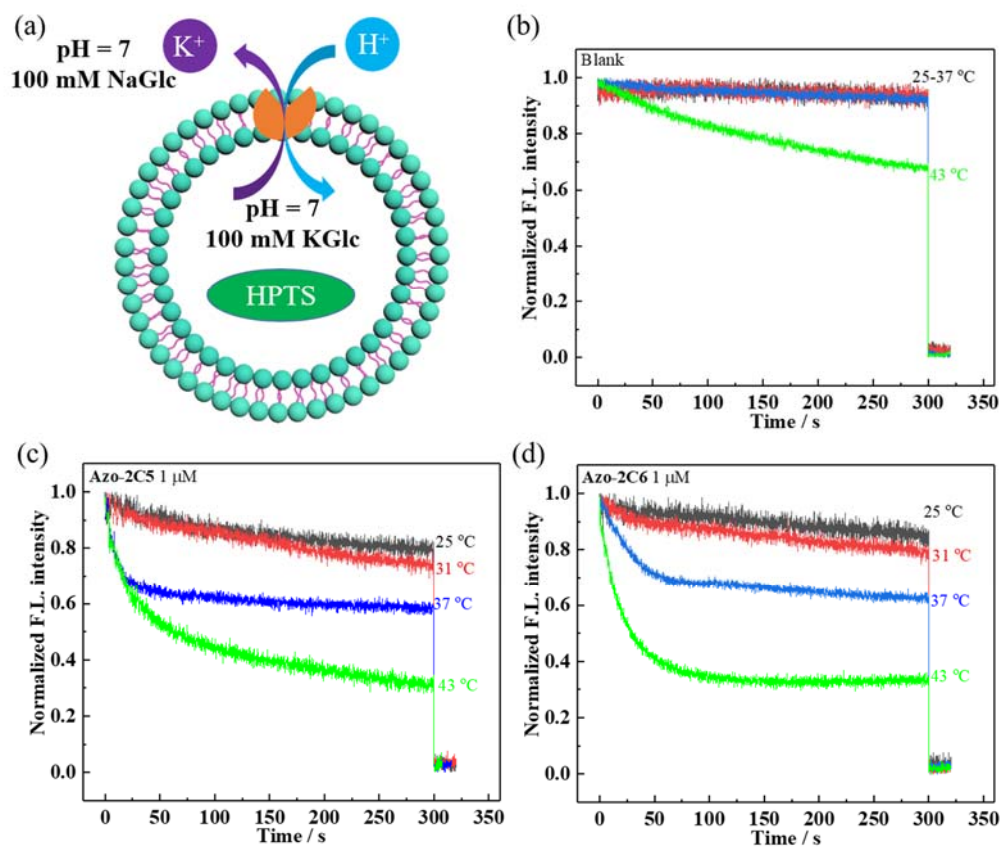 (a)
pH = 7
100 mM NaGlc
K⁺
H⁺
pH = 7
100 mM KGlc
HPTS
(b)
Blank
25-37 °C
43 °C
Normalized F.L. intensity
1.0
0.8
0.6
0.4
0.2
0.0
0 50 100 150 200 250 300 350
Time / s
(c)
Azo-2C5 1 μM
25 °C
31 °C
37 °C
43 °C
Normalized F.L. intensity
1.0
0.8
0.6
0.4
0.2
0.0
0 50 100 150 200 250 300 350
Time / s
(d)
Azo-2C6 1 μM
25 °C
31 °C
37 °C
43 °C
Normalized F.L. intensity
1.0
0.8
0.6
0.4
0.2
0.0
0 50 100 150 200 250 300 350
Time / s